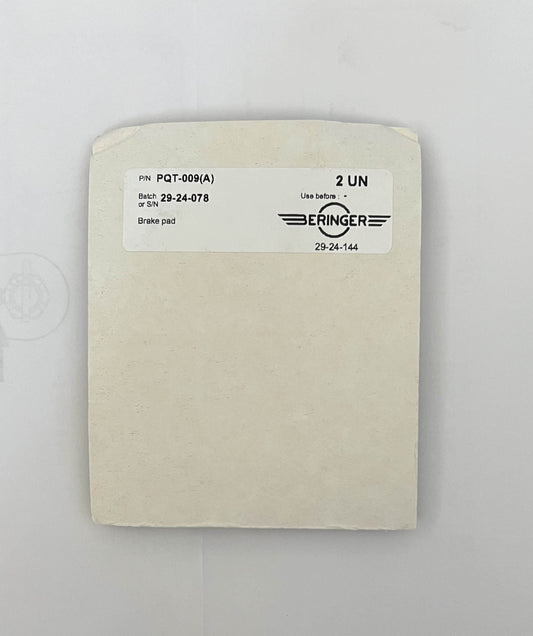 P/N PQT-009(A) 2 UN
Batch or S/N 29-24-078 Use before : -
Brake pad BERINGER
29-24-144